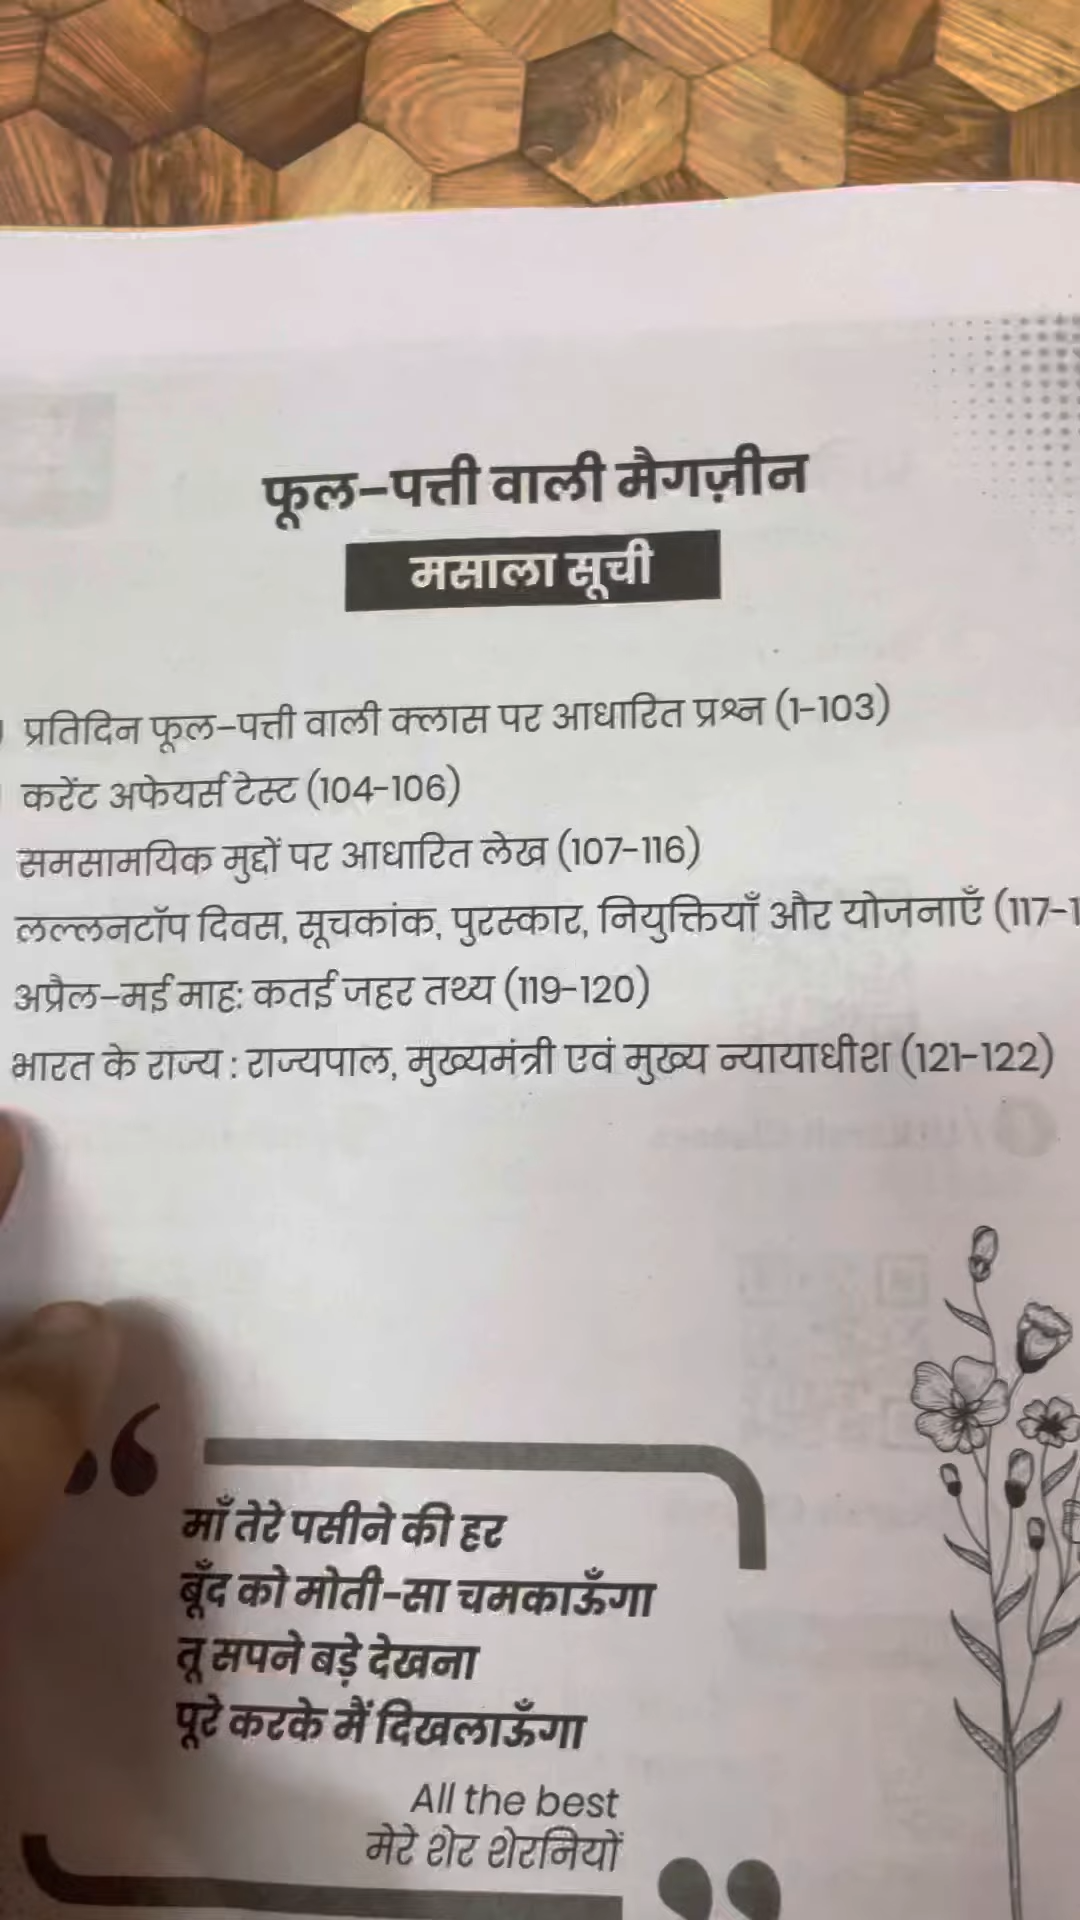 फूल-पत्ती वाली मैगज़ीन
मसाला सूची
प्रतिदिन फूल-पत्ती वाली क्लास पर आधारित प्रश्न (1-103)
करेंट अफेयर्स टेस्ट (104-106)
समसामयिक मुद्दों पर आधारित लेख (107-116)
लल्लनटॉप दिवस, सूचकांक, पुरस्कार, नियुक्तियाँ और योजनाएँ (117-1
अप्रैल-मई माह: कतई जहर तथ्य (119-120)
भारत के राज्य : राज्यपाल, मुख्यमंत्री एवं मुख्य न्यायाधीश (121-122)
“
माँ तेरे पसीने की हर
बूँद को मोती-सा चमकाऊँगा
तू सपने बड़े देखना
पूरे करके मैं दिखलाऊँगा
All the best
मेरे शेर शेरनियों
”